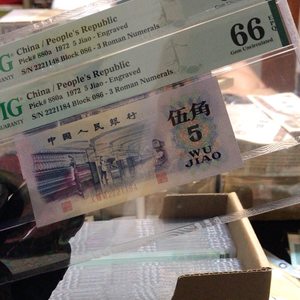 China / People's Republic
Pick# 880a 1972 5 Jiao - Engraved
S/N 2221148 Block 086 - 3 Roman Numerals
66 EPQ
Gem Uncirculated
MG
GUARANTY
China / People's Republic
Pick# 880a 1972 5 Jiao - Engraved
S/N 2221184 Block 086 - 3 Roman Numerals
中国人民银行
伍角
5
WU
JIAO